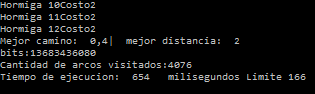 Hormiga 10Costo2
Hormiga 11Costo2
Hormiga 12Costo2
Mejor camino:  0,4|  mejor distancia:  2
bits:13683436080
Cantidad de arcos visitados:4076
Tiempo de ejecucion:  654   milisegundos Limite 166